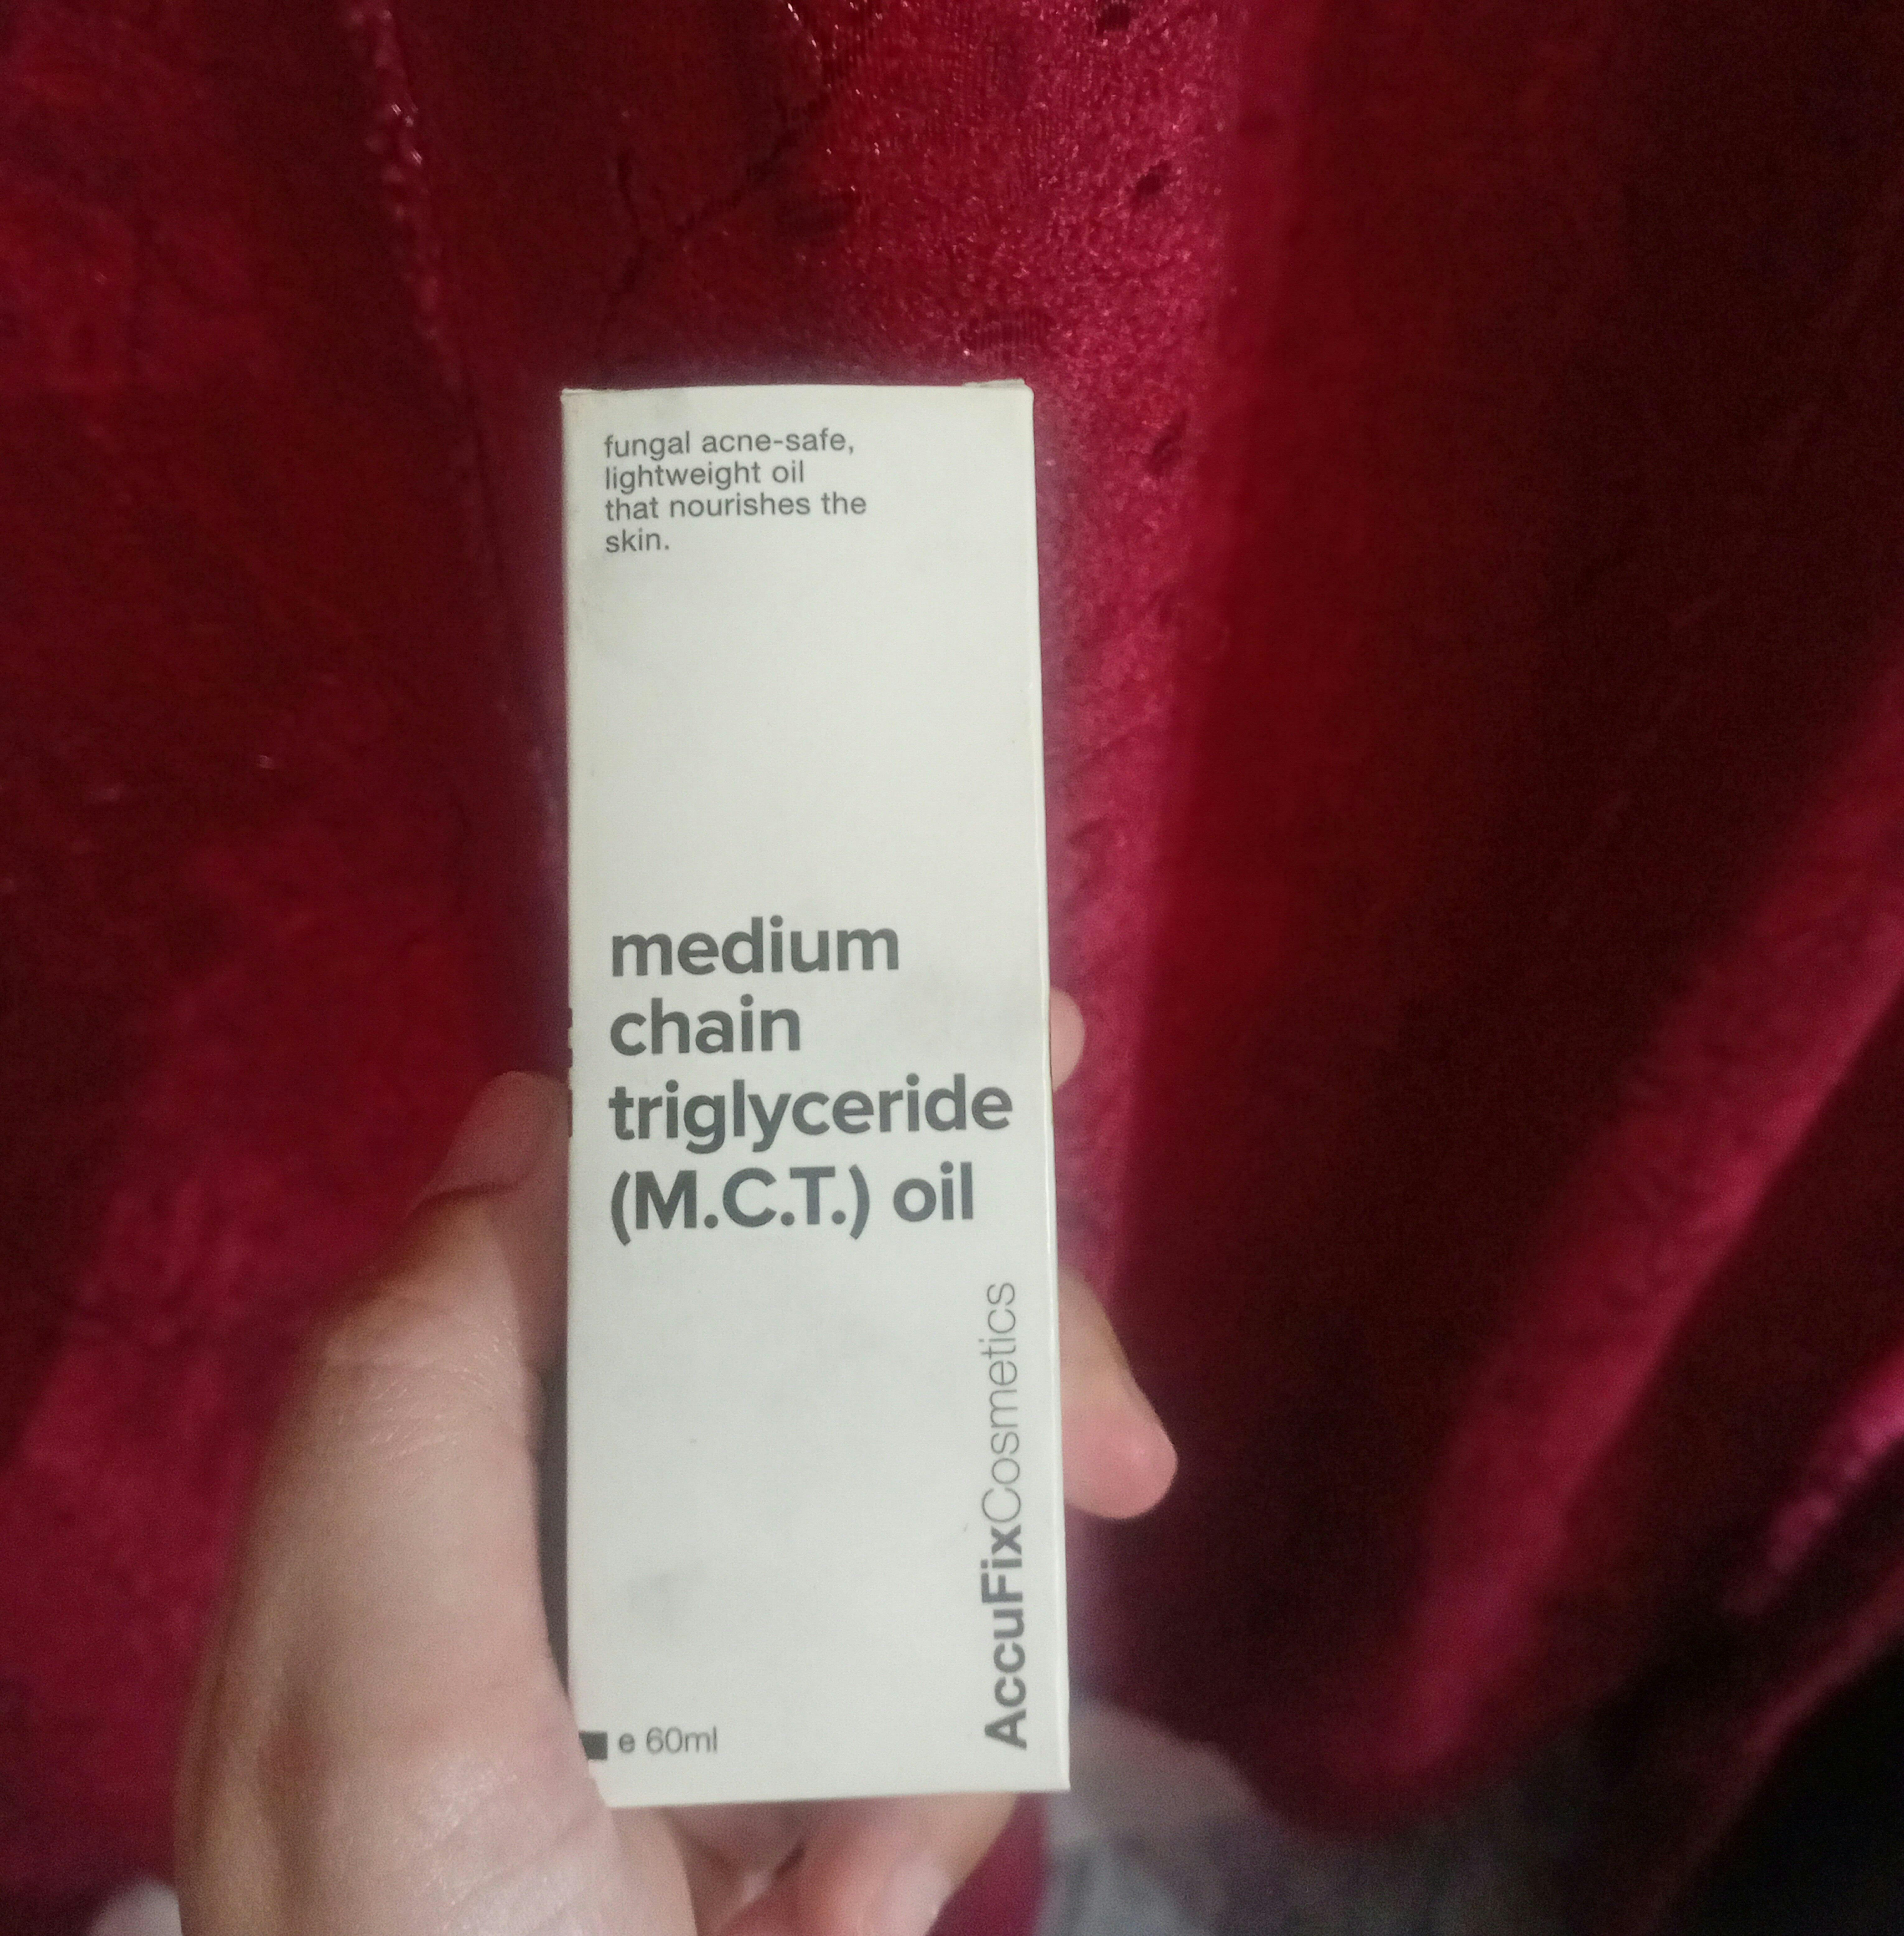 fungal acne-safe,
lightweight oil
that nourishes the
skin.
medium
chain
triglyceride
(M.C.T.) oil
AccuFixCosmetics
e 60ml